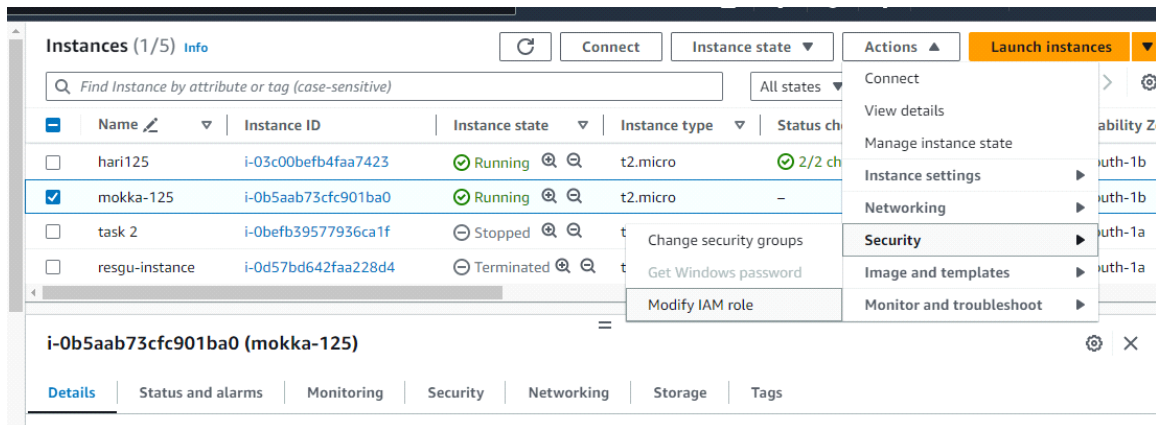 Instances (1/5) Info
Connect
Instance state
Actions
Launch instances
Find Instance by attribute or tag (case-sensitive)
All states
Connect
View details
Manage instance state
Instance settings
Networking
Security
Image and templates
Monitor and troubleshoot
Change security groups
Get Windows password
Modify IAM role
Name Instance ID Instance state Instance type Status ch ability Z
hari125 i-03c00befb4faa7423 Running t2.micro 2/2 ch uth-1b
mokka-125 i-0b5aab73cfc901ba0 Running t2.micro – uth-1b
task 2 i-0befb39577936ca1f Stopped t uth-1a
resgu-instance i-0d57bd642faa228d4 Terminated t uth-1a
i-0b5aab73cfc901ba0 (mokka-125)
Details Status and alarms Monitoring Security Networking Storage Tags